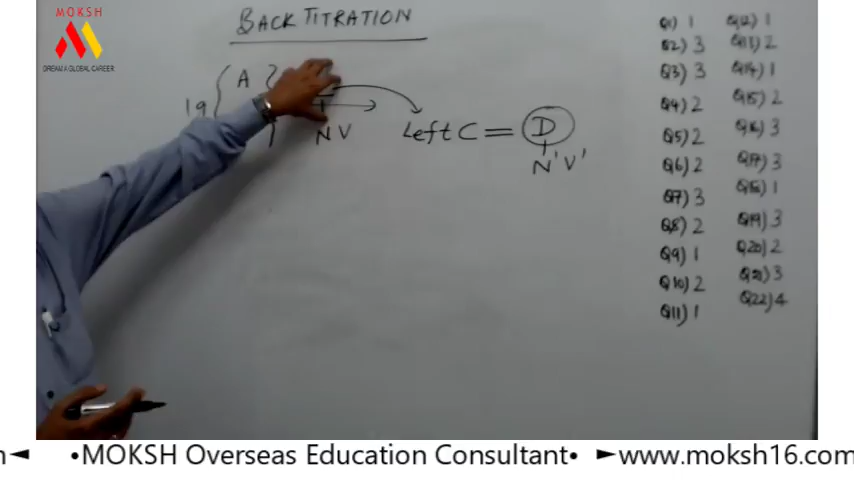 MOKSH
DREAM A GLOBAL CAREER
BACK TITRATION
A
1g
N V
Left C = D
N' V'
Q1) 1
Q2) 3
Q3) 3
Q4) 2
Q5) 2
Q6) 2
Q7) 3
Q8) 2
Q9) 1
Q10) 2
Q11) 1
Q12) 1
Q13) 2
Q14) 1
Q15) 2
Q16) 3
Q17) 3
Q18) 1
Q19) 3
Q20) 2
Q21) 3
Q22) 4
•MOKSH Overseas Education Consultant• ►www.moksh16.com